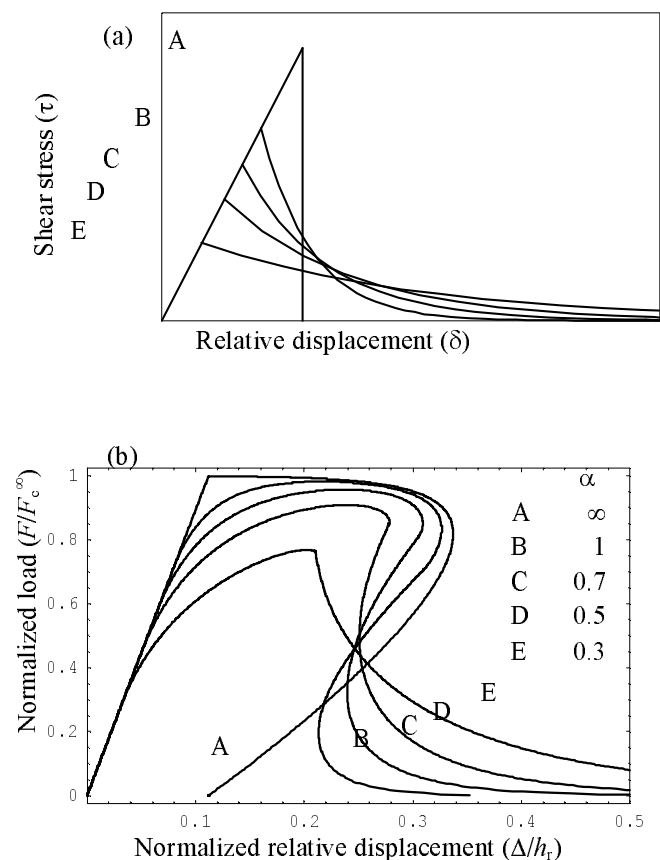 (a)
A
B
C
D
E
Shear stress (τ)
Relative displacement (δ)
(b)
1
0.8
0.6
0.4
0.2
0
Normalized load (F/F_c^∞)
α
A ∞
B 1
C 0.7
D 0.5
E 0.3
E
D
C
B
A
0.1 0.2 0.3 0.4 0.5
Normalized relative displacement (Δ/h_r)